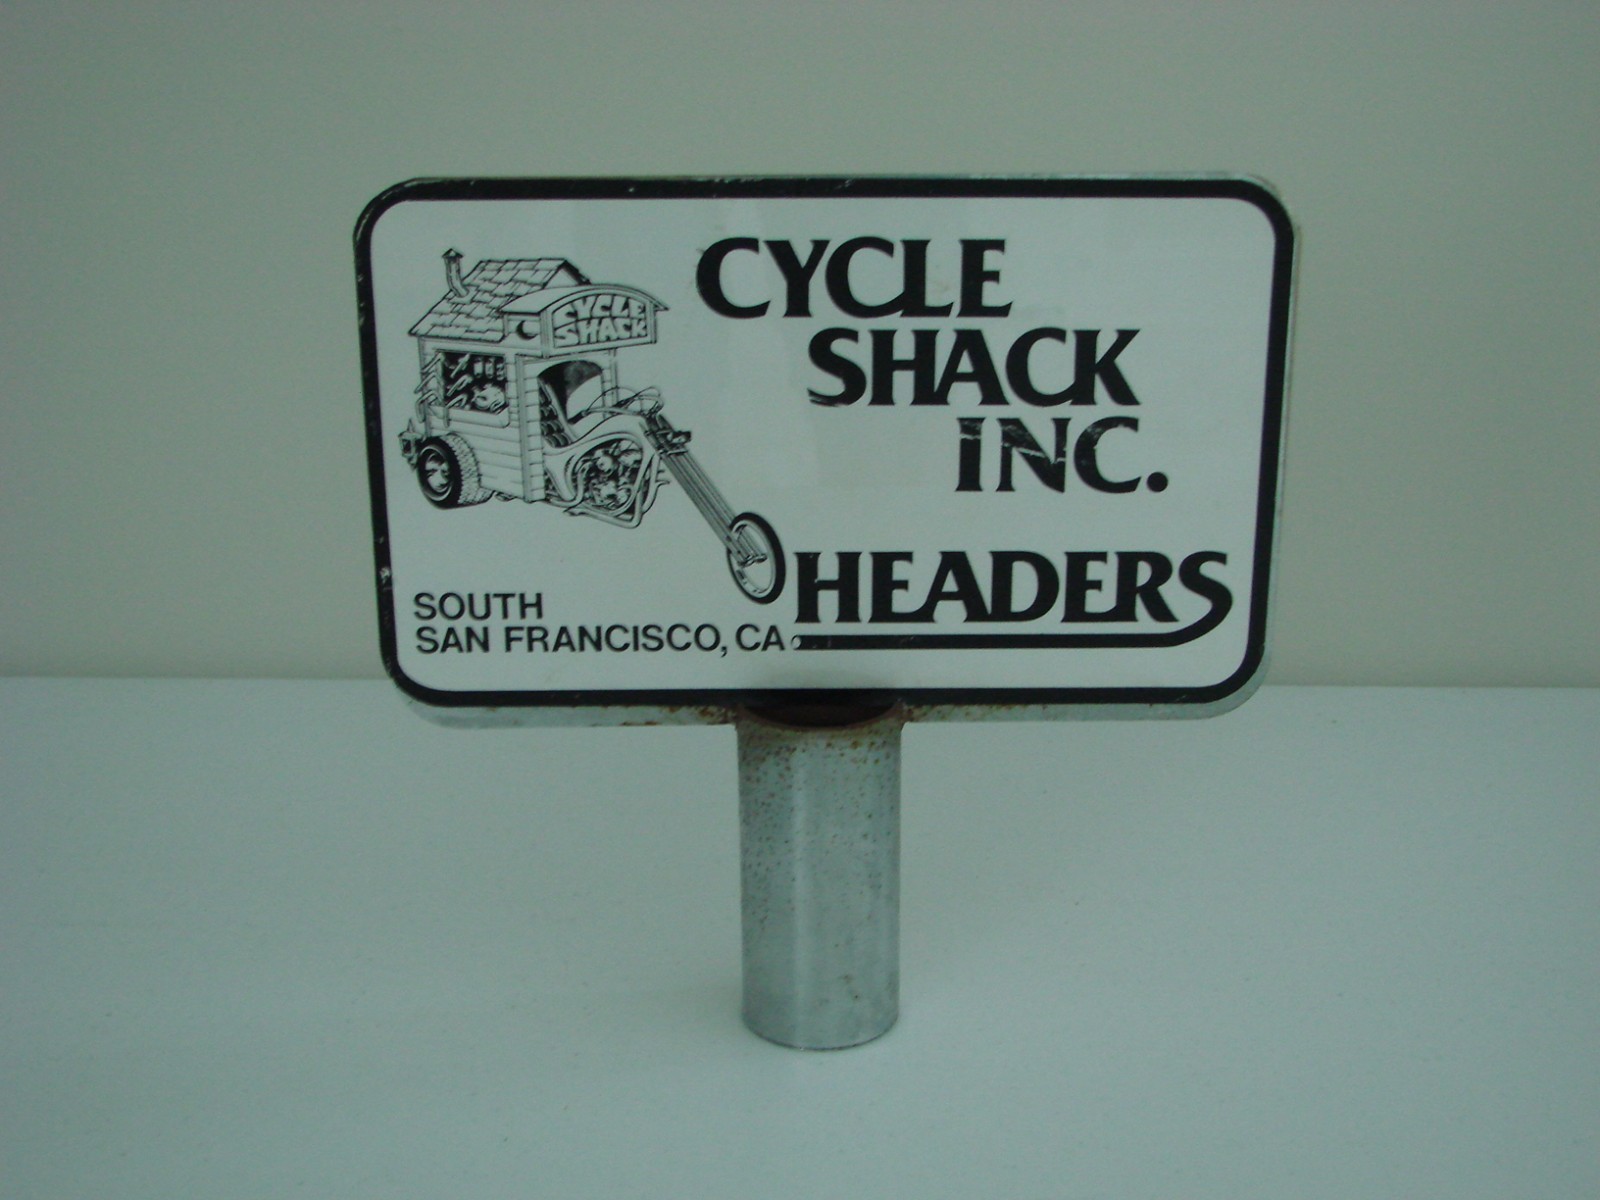 CYCLE
SHACK
CYCLE
SHACK
INC.
HEADERS
SOUTH
SAN FRANCISCO, CA